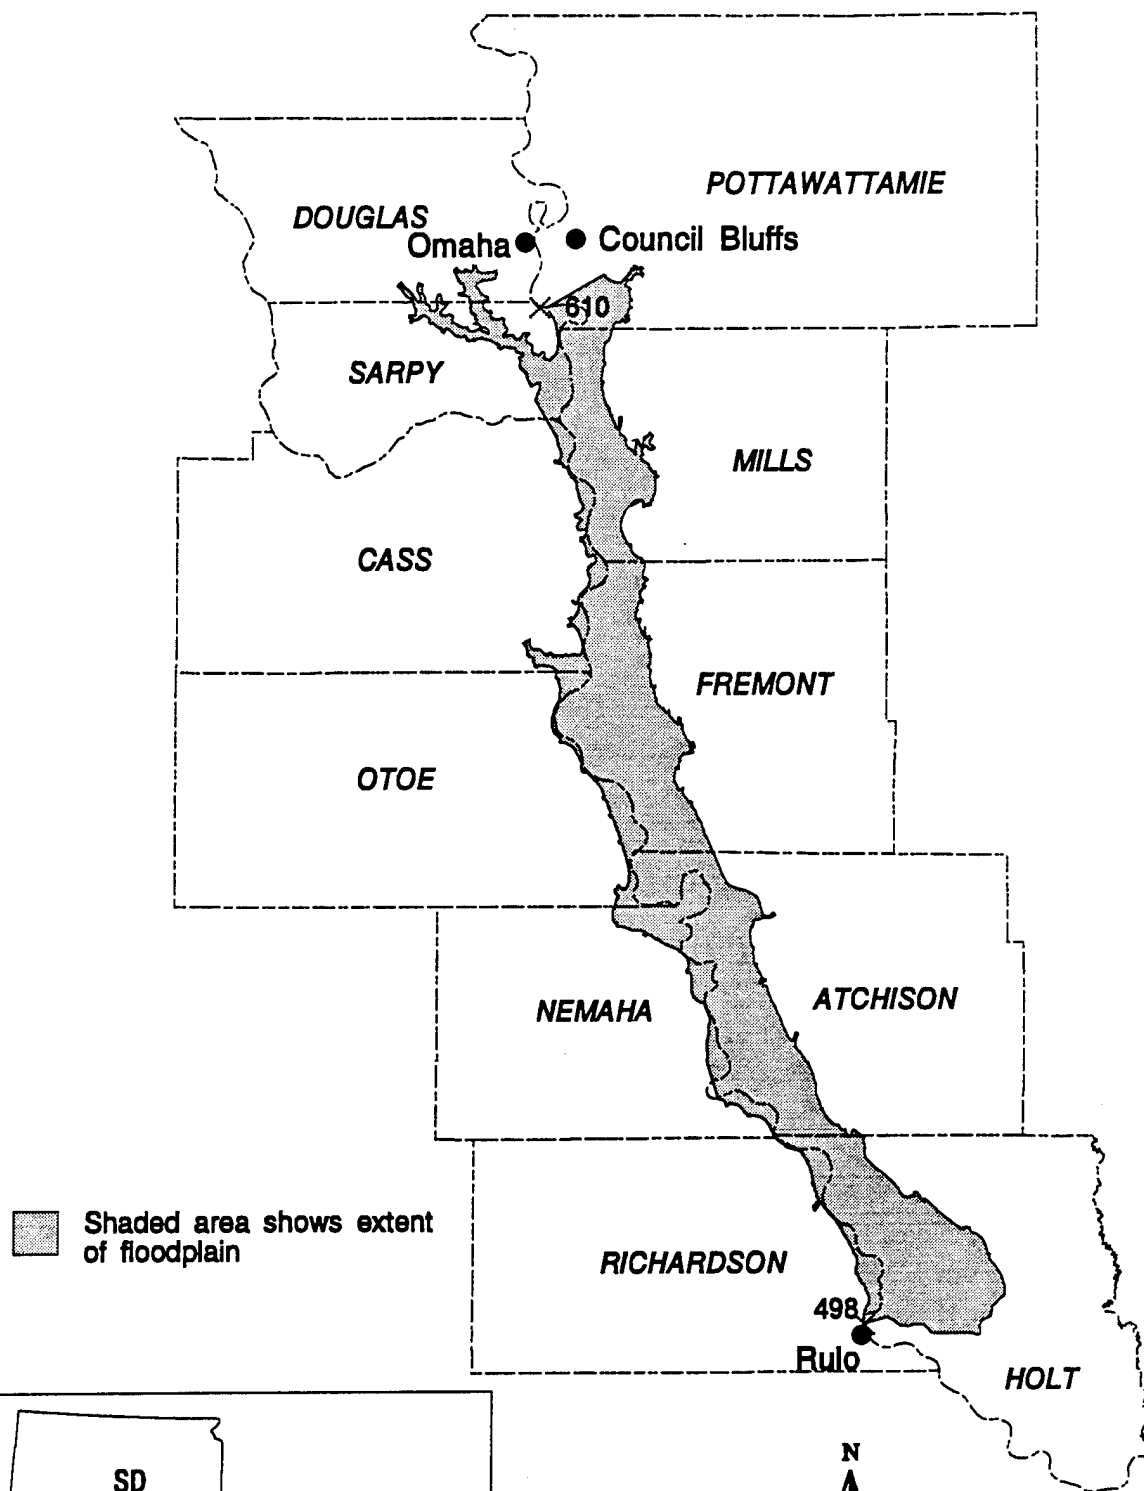 POTTAWATTAMIE
DOUGLAS
Omaha
Council Bluffs
610
SARPY
MILLS
CASS
FREMONT
OTOE
ATCHISON
NEMAHA
Shaded area shows extent
of floodplain
RICHARDSON
498
Rulo
HOLT
N
SD